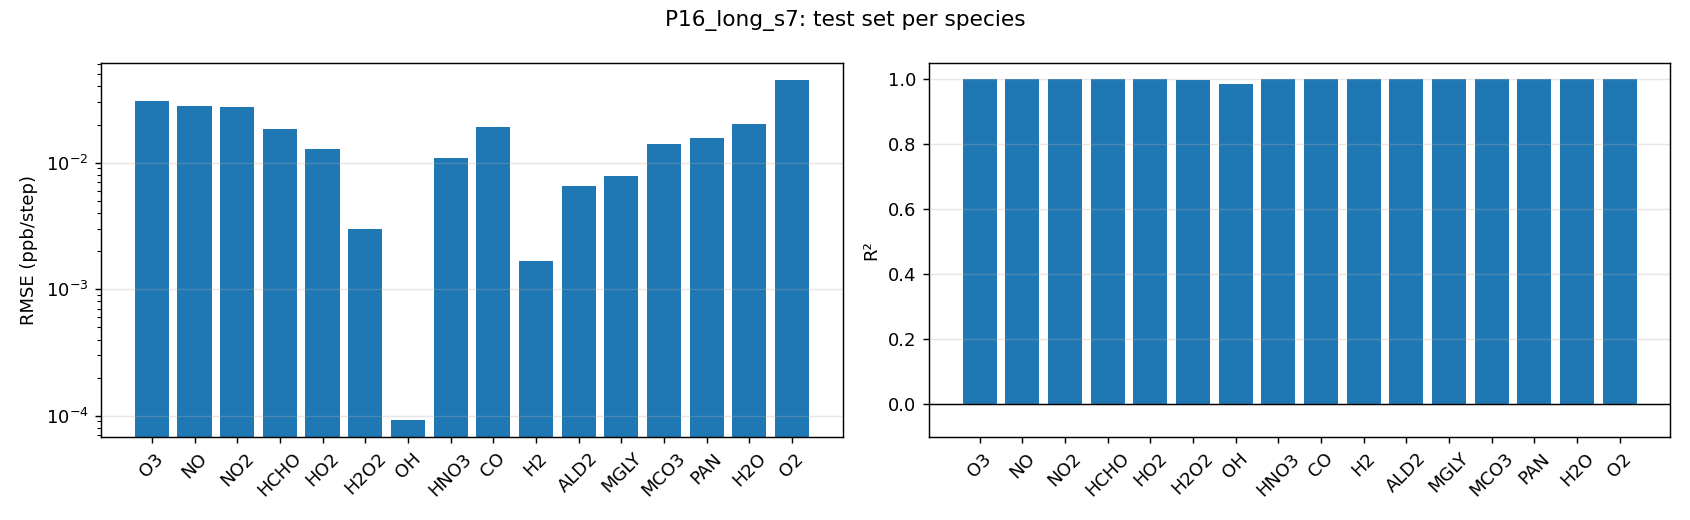 P16_long_s7: test set per species
RMSE (ppb/step)
10⁻²
10⁻³
10⁻⁴
O3 NO NO2 HCHO HO2 H2O2 OH HNO3 CO H2 ALD2 MGLY MCO3 PAN H2O O2
R²
1.0
0.8
0.6
0.4
0.2
0.0
O3 NO NO2 HCHO HO2 H2O2 OH HNO3 CO H2 ALD2 MGLY MCO3 PAN H2O O2